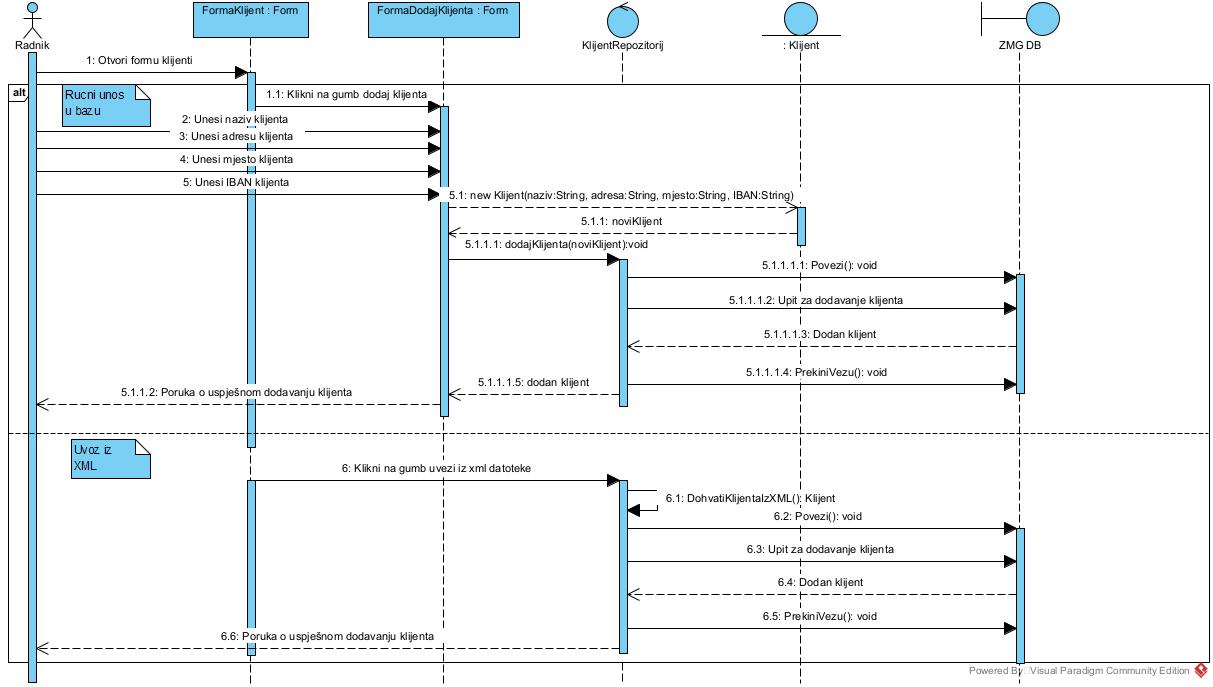 FormaKlijent : Form
FormaDodajKlijenta : Form
Radnik
KlijentRepozitorij
: Klijent
ZMG DB
1: Otvori formu klijenti
alt
Rucni unos
u bazu
1.1: Klikni na gumb dodaj klijenta
2: Unesi naziv klijenta
3: Unesi adresu klijenta
4: Unesi mjesto klijenta
5: Unesi IBAN klijenta
5.1: new Klijent(naziv:String, adresa:String, mjesto:String, IBAN:String)
5.1.1: noviKlijent
5.1.1.1: dodajKlijenta(noviKlijent):void
5.1.1.1.1: Povezi(): void
5.1.1.1.2: Upit za dodavanje klijenta
5.1.1.1.3: Dodan klijent
5.1.1.1.4: PrekiniVezu(): void
5.1.1.1.5: dodan klijent
5.1.1.2: Poruka o uspješnom dodavanju klijenta
Uvoz iz
XML
6: Klikni na gumb uvezi iz xml datoteke
6.1: DohvatiKlijentaIzXML(): Klijent
6.2: Povezi(): void
6.3: Upit za dodavanje klijenta
6.4: Dodan klijent
6.5: PrekiniVezu(): void
6.6: Poruka o uspješnom dodavanju klijenta
Powered By: Visual Paradigm Community Edition